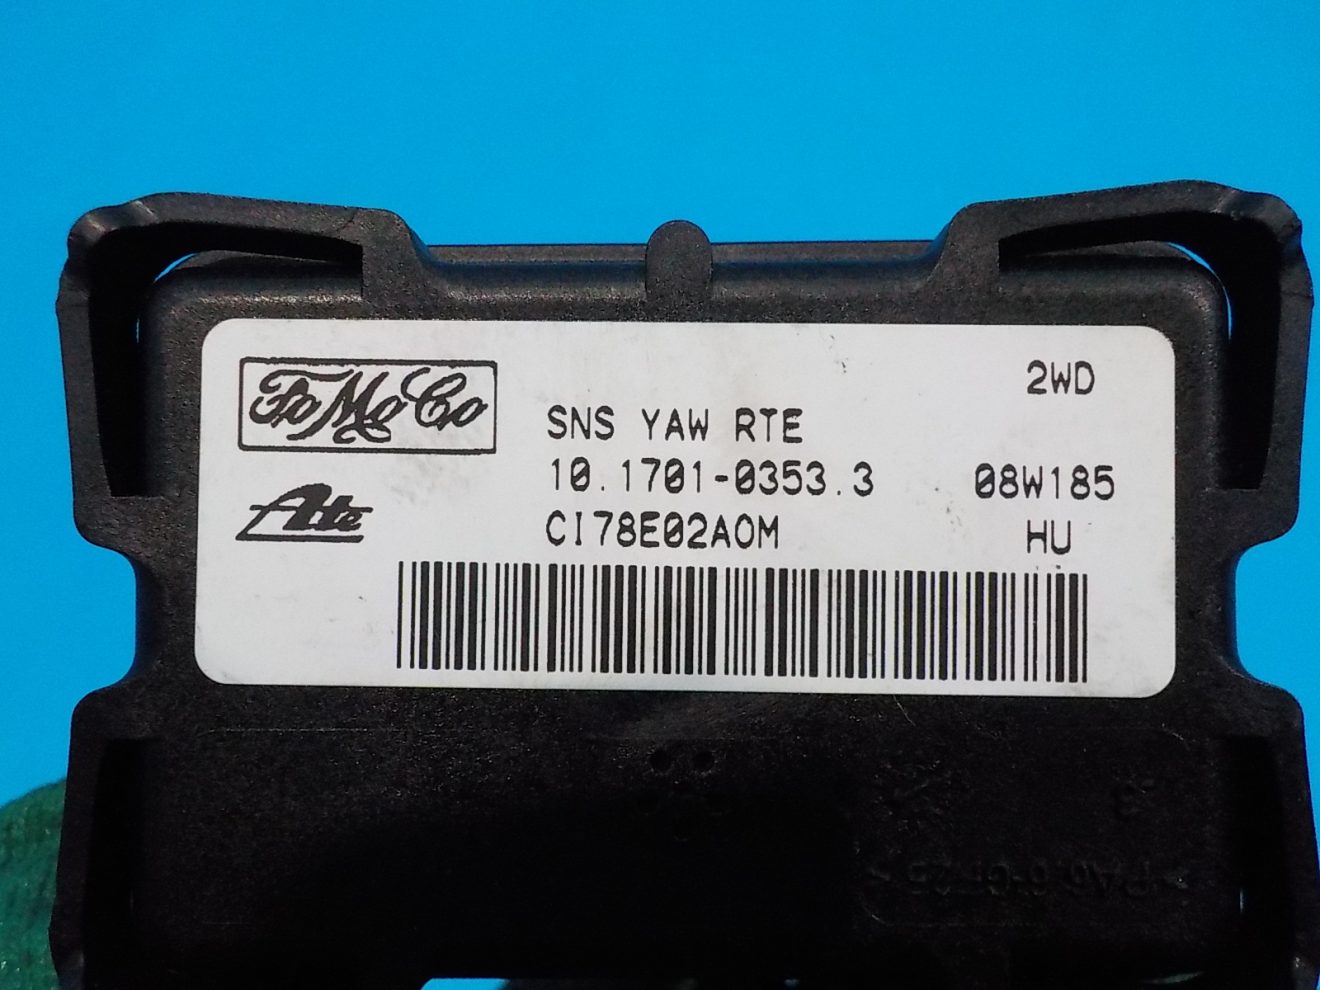 FoMoCo
2WD
SNS YAW RTE
10.1701-0353.3 08W185
Ate
CI78E02AOM HU